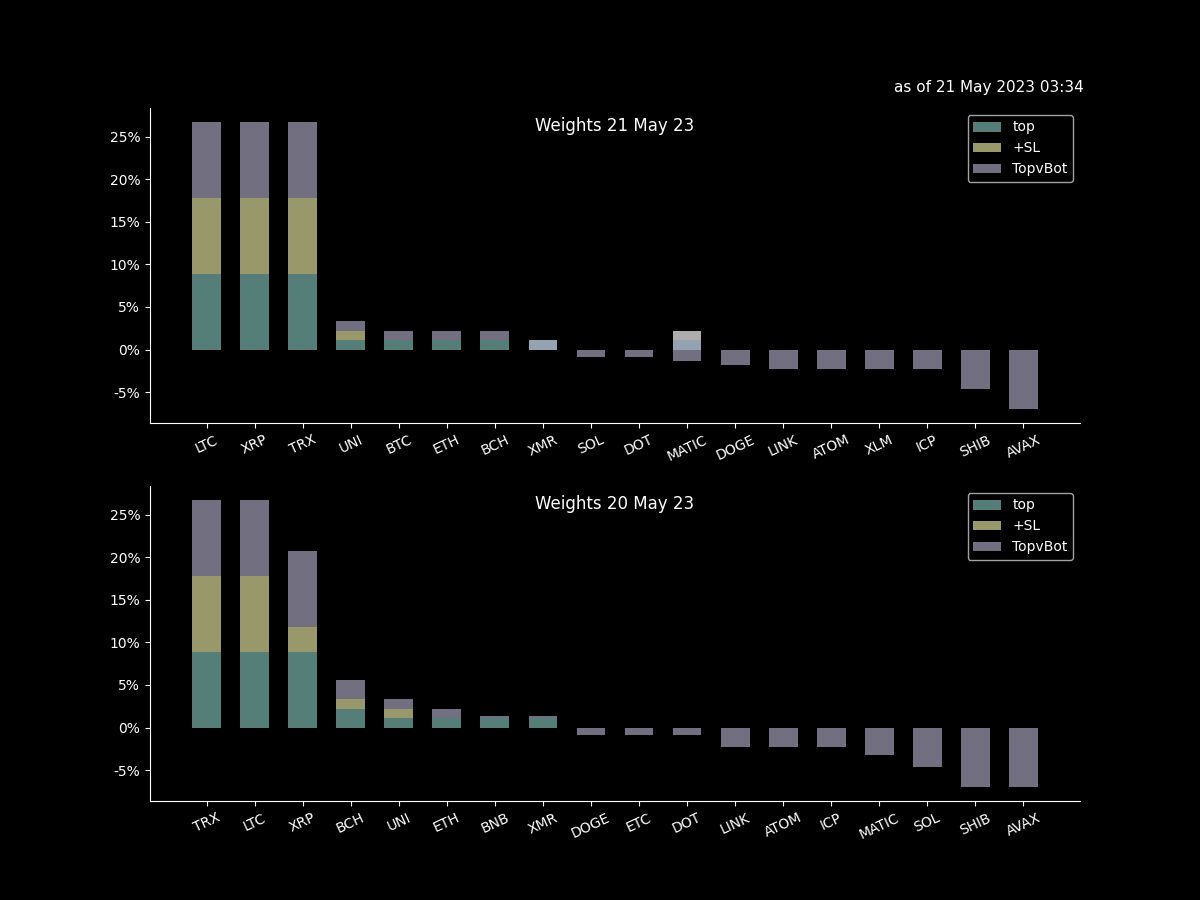 as of 21 May 2023 03:34
Weights 21 May 23
top
+SL
TopvBot
25%
20%
15%
10%
5%
0%
-5%
LTC XRP TRX UNI BTC ETH BCH XMR SOL DOT MATIC DOGE LINK ATOM XLM ICP SHIB AVAX
Weights 20 May 23
top
+SL
TopvBot
25%
20%
15%
10%
5%
0%
-5%
TRX LTC XRP BCH UNI ETH BNB XMR DOGE ETC DOT LINK ATOM ICP MATIC SOL SHIB AVAX